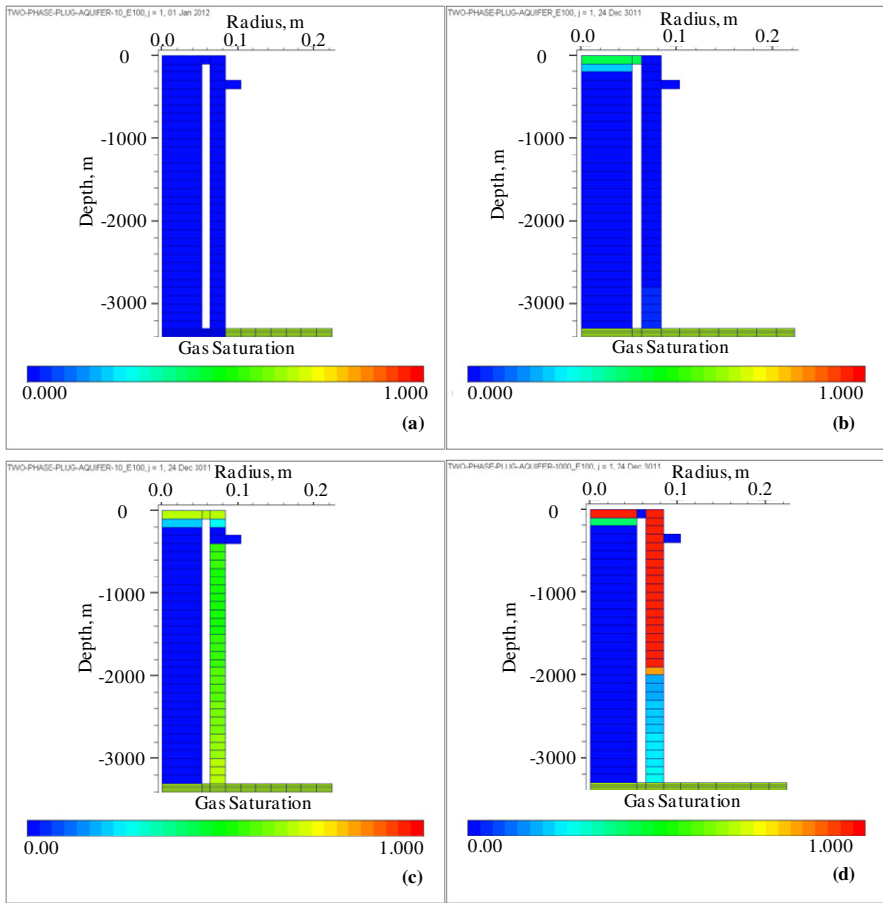 TWO-PHASE-PLUG-AQUIFER-10_E100, j = 1, 01 Jan 2012
Radius, m
0.0 0.1 0.2
0
-1000
-2000
-3000
Depth, m
Gas Saturation
0.000 1.000
(a)
TWO-PHASE-PLUG-AQUIFER_E100, j = 1, 24 Dec 3011
Radius, m
0.0 0.1 0.2
0
-1000
-2000
-3000
Depth, m
Gas Saturation
0.000 1.000
(b)
TWO-PHASE-PLUG-AQUIFER-10_E100, j = 1, 24 Dec 3011
Radius, m
0.0 0.1 0.2
0
-1000
-2000
-3000
Depth, m
Gas Saturation
0.00 1.000
(c)
TWO-PHASE-PLUG-AQUIFER-1000_E100, j = 1, 24 Dec 3011
Radius, m
0.0 0.1 0.2
0
-1000
-2000
-3000
Depth, m
Gas Saturation
0.00 1.000
(d)